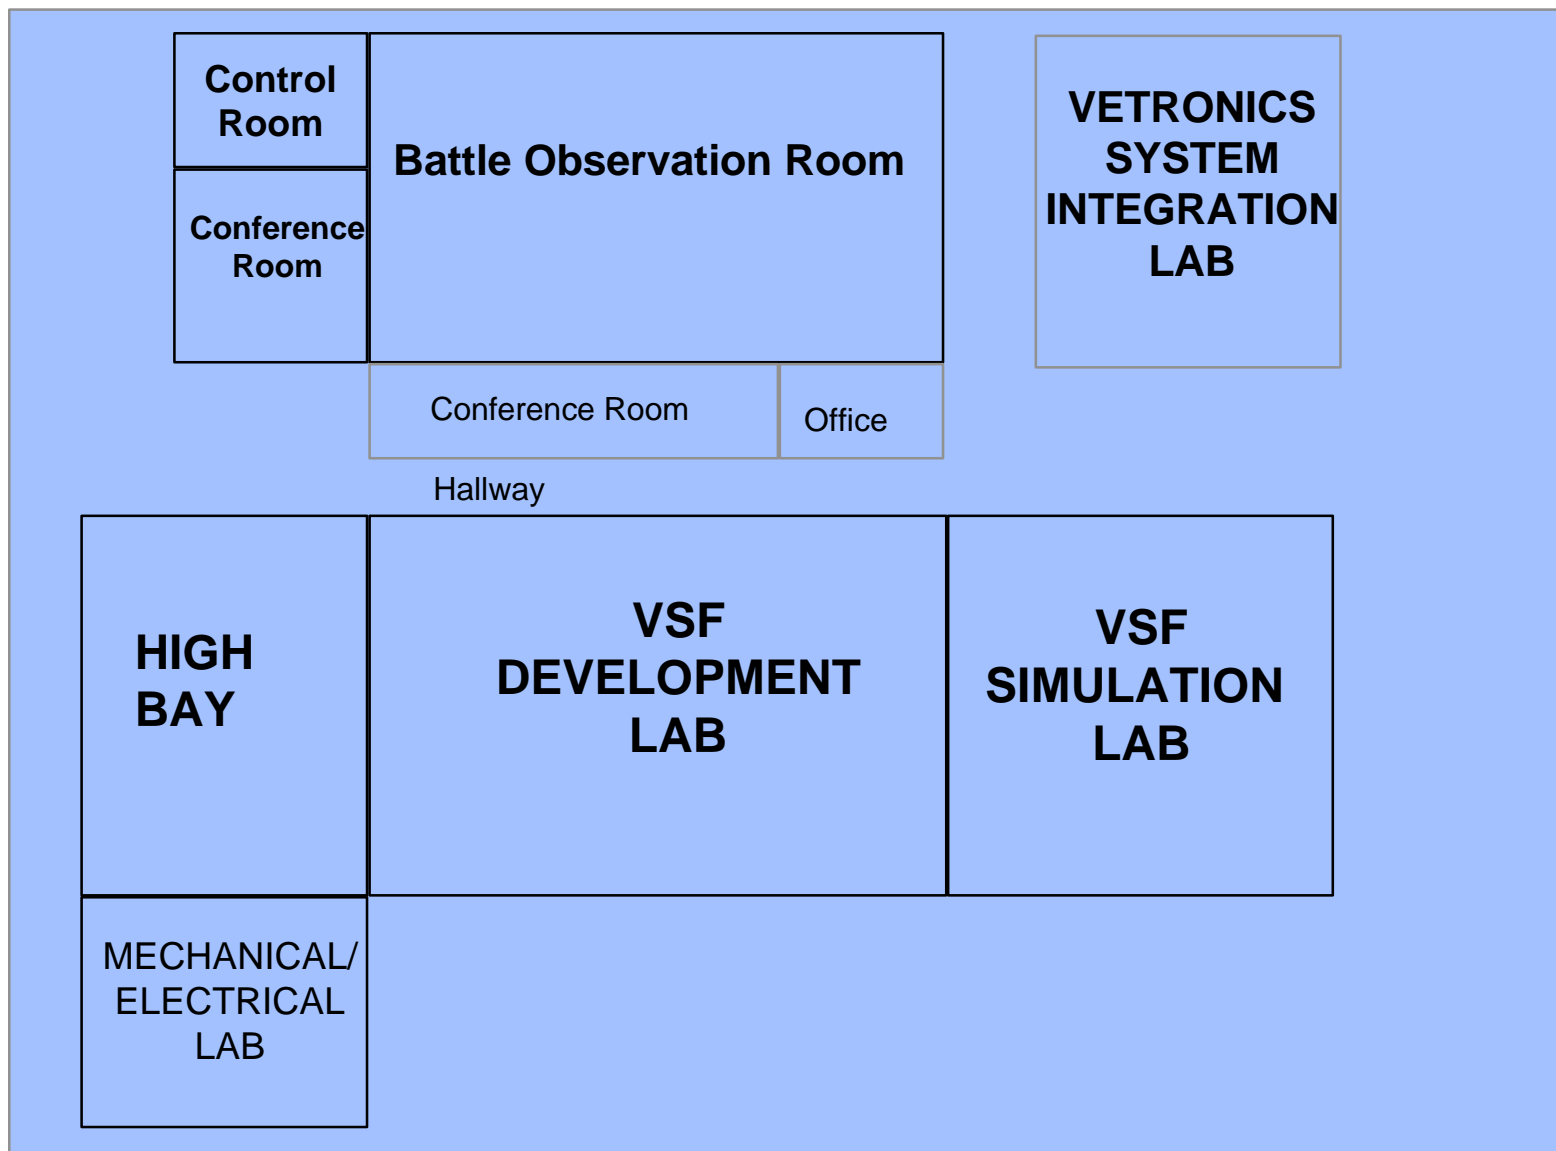 Control
Room
Battle Observation Room
VETRONICS
SYSTEM
INTEGRATION
LAB
Conference
Room
Conference Room
Office
Hallway
HIGH
BAY
VSF
DEVELOPMENT
LAB
VSF
SIMULATION
LAB
MECHANICAL/
ELECTRICAL
LAB